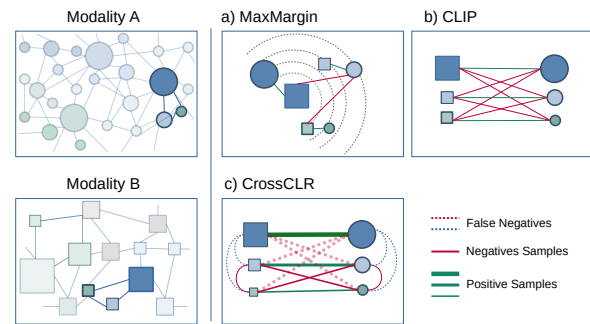 Modality A
a) MaxMargin
b) CLIP
Modality B
c) CrossCLR
False Negatives
Negatives Samples
Positive Samples